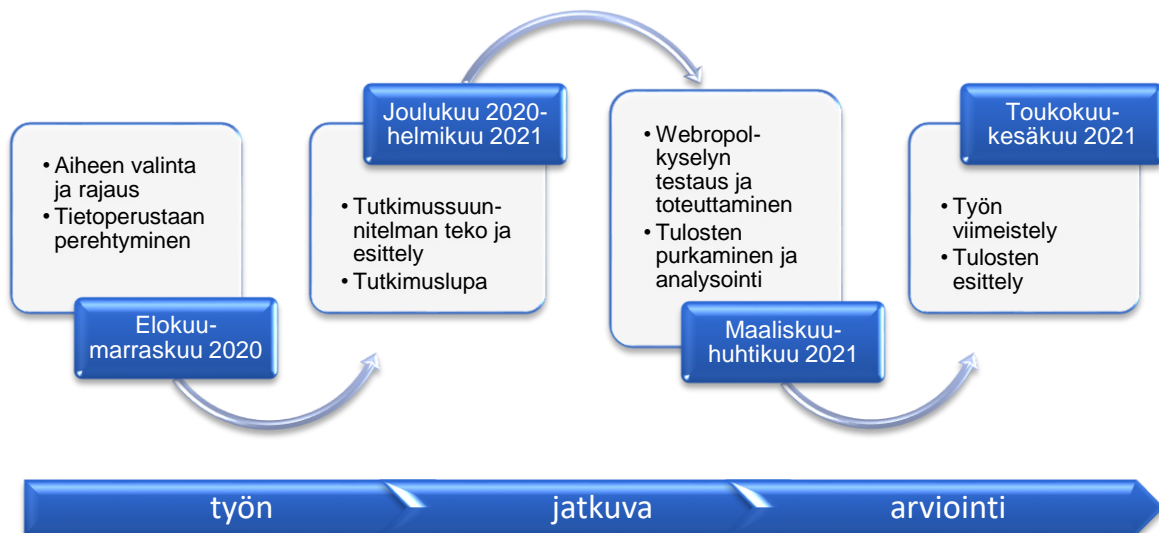 • Aiheen valinta
ja rajaus
• Tietoperustaan
perehtyminen
Elokuu-
marraskuu 2020
Joulukuu 2020-
helmikuu 2021
• Tutkimussuun-
nitelman teko ja
esittely
• Tutkimuslupa
• Webropol-
kyselyn
testaus ja
toteuttaminen
• Tulosten
purkaminen ja
analysointi
Maaliskuu-
huhtikuu 2021
Toukokuu-
kesäkuu 2021
• Työn
viimeistely
• Tulosten
esittely
työn jatkuva arviointi